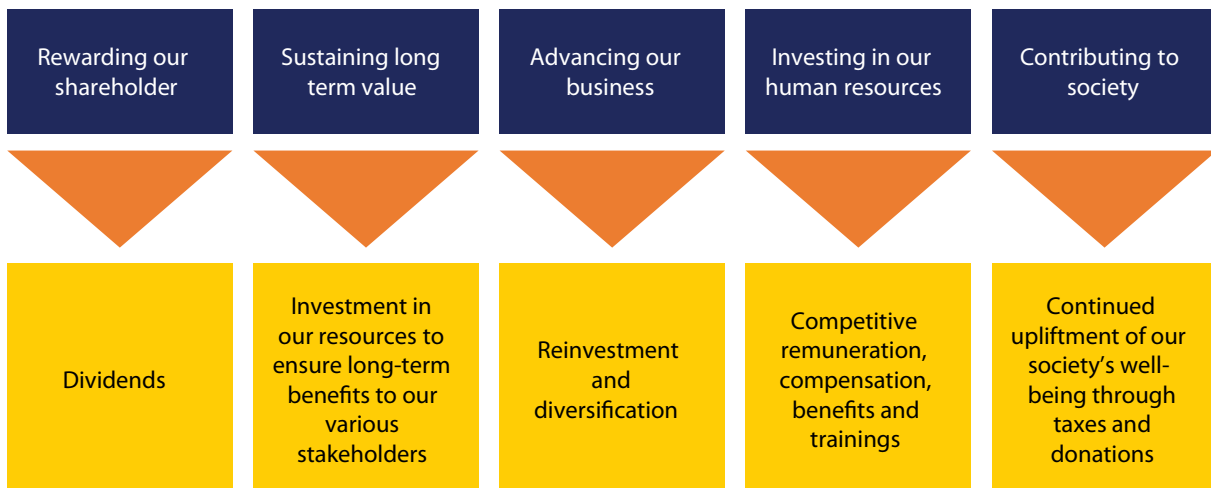 Rewarding our
shareholder
Sustaining long
term value
Advancing our
business
Investing in our
human resources
Contributing to
society
Dividends
Investment in
our resources to
ensure long-term
benefits to our
various
stakeholders
Reinvestment
and
diversification
Competitive
remuneration,
compensation,
benefits and
trainings
Continued
upliftment of our
society's well-
being through
taxes and
donations